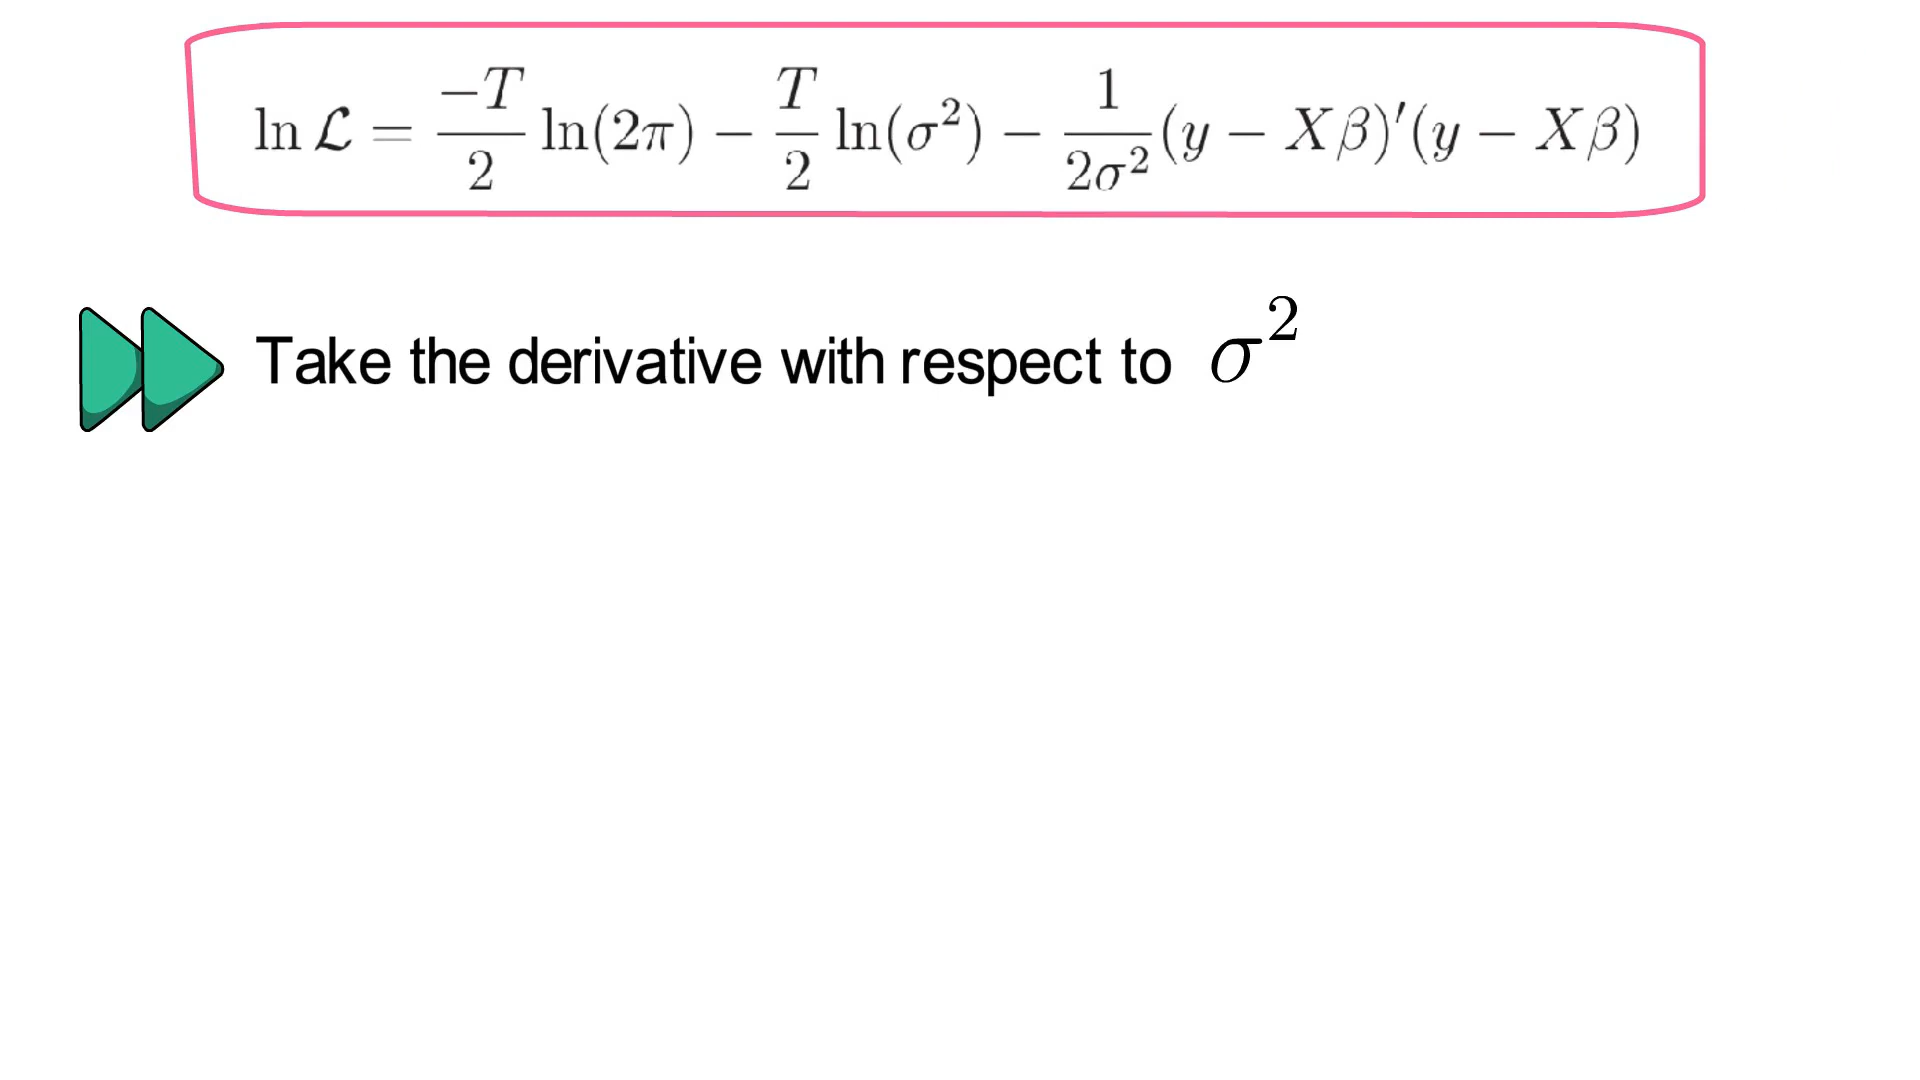 ln ℒ = −T/2 ln(2π) − T/2 ln(σ²) − 1/2σ² (y − Xβ)′(y − Xβ)
Take the derivative with respect to σ²